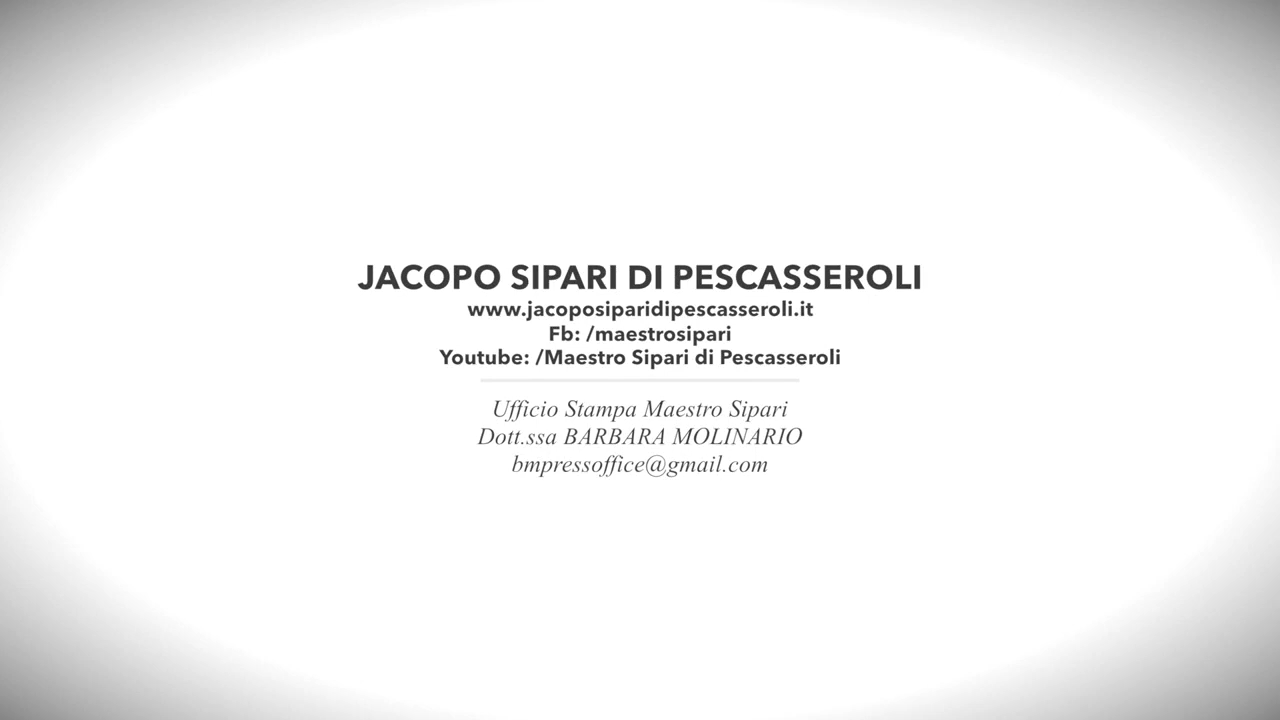 JACOPO SIPARI DI PESCASSEROLI
www.jacoposiparidipescasseroli.it
Fb: /maestrosipari
Youtube: /Maestro Sipari di Pescasseroli
Ufficio Stampa Maestro Sipari
Dott.ssa BARBARA MOLINARIO
bmpressoffice@gmail.com